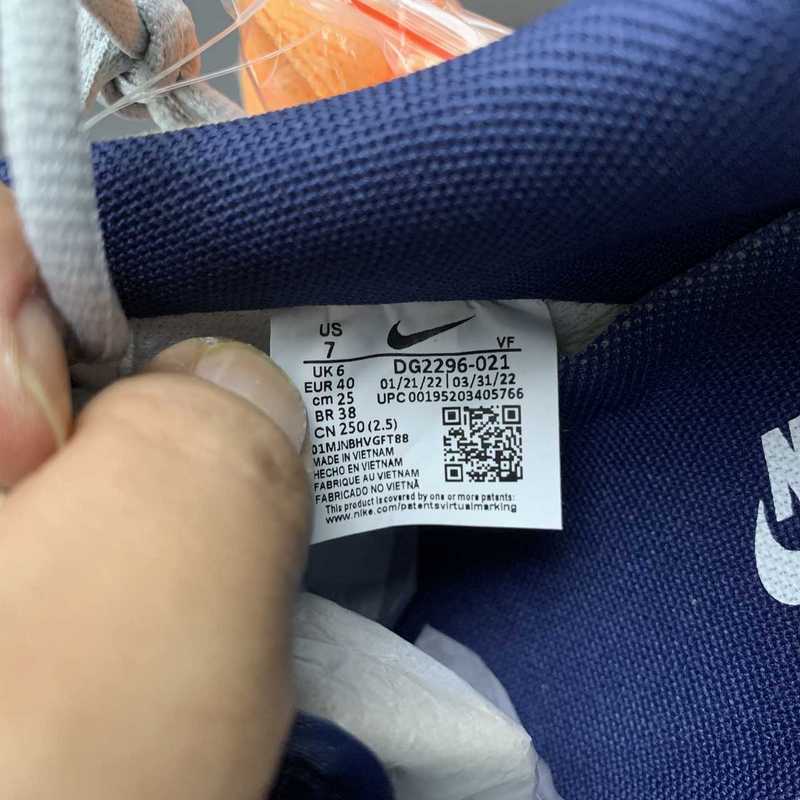 US
7
VF
UK 6
EUR 40
cm 25
BR 38
CN 250 (2.5)
DG2296-021
01/21/22 | 03/31/22
UPC 00195203405766
01MJNBHVGFT88
MADE IN VIETNAM
HECHO EN VIETNAM
FABRIQUE AU VIETNAM
FABRICADO NO VIETNÃ
This product is covered by one or more patents:
www.nike.com/patentsvirtualmarking